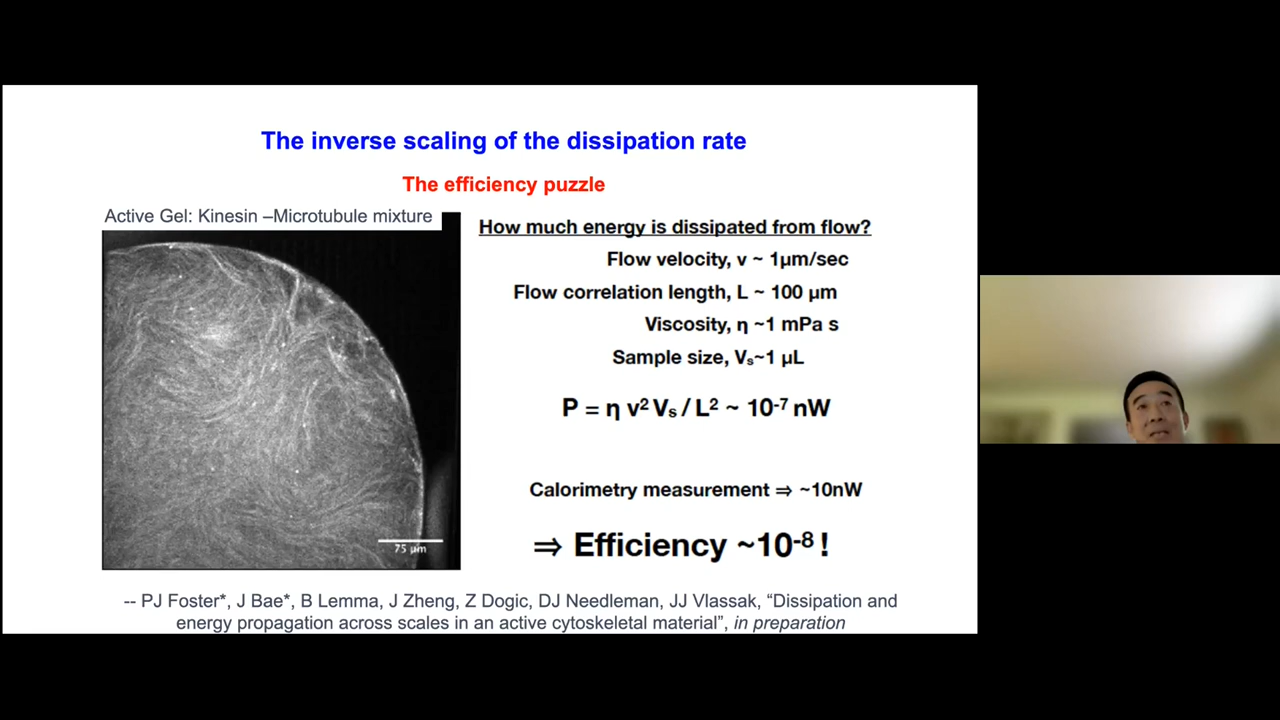 The inverse scaling of the dissipation rate
The efficiency puzzle
Active Gel: Kinesin –Microtubule mixture
75 µm
How much energy is dissipated from flow?
Flow velocity, v ~ 1µm/sec
Flow correlation length, L ~ 100 µm
Viscosity, η ~1 mPa s
Sample size, Vₛ~1 µL
P = η v² Vₛ / L² ~ 10⁻⁷ nW
Calorimetry measurement ⇒ ~10nW
⇒ Efficiency ~10⁻⁸ !
-- PJ Foster*, J Bae*, B Lemma, J Zheng, Z Dogic, DJ Needleman, JJ Vlassak, “Dissipation and
energy propagation across scales in an active cytoskeletal material”, in preparation